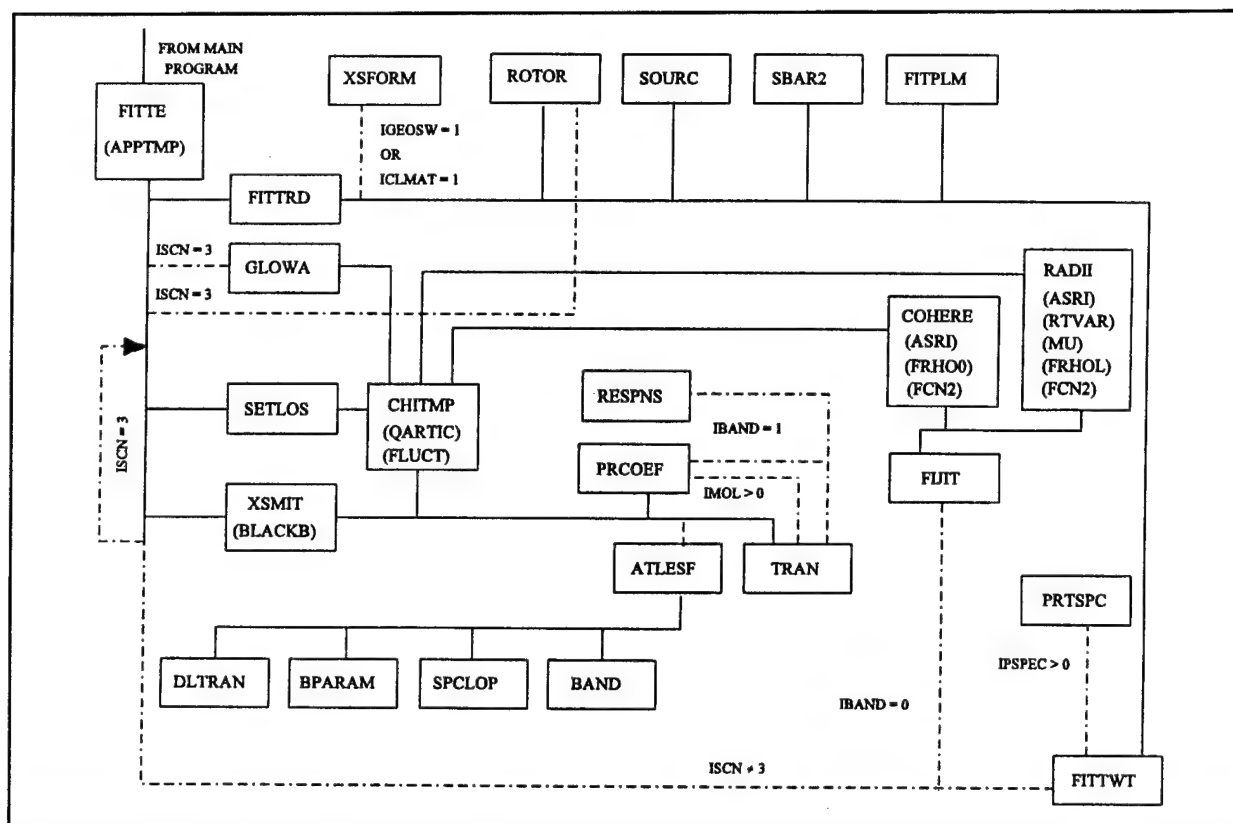 FROM MAIN
PROGRAM
FITTE
(APPTMP)
XSFORM
ROTOR
SOURC
SBAR2
FITPLM
IGEOSW = 1
OR
ICLMAT = 1
FITTRD
ISCN = 3
GLOWA
ISCN = 3
RADII
(ASRI)
(RTVAR)
(MU)
(FRHOL)
(FCN2)
COHERE
(ASRI)
(FRHO0)
(FCN2)
ISCN = 3
SETLOS
CHITMP
(QARTIC)
(FLUCT)
RESPNS
IBAND = 1
PRCOEF
IMOL > 0
FIJIT
XSMIT
(BLACKB)
ATLESF
TRAN
PRTSPC
IPSPEC > 0
DLTRAN
BPARAM
SPCLOP
BAND
IBAND = 0
ISCN ≠ 3
FITTWT